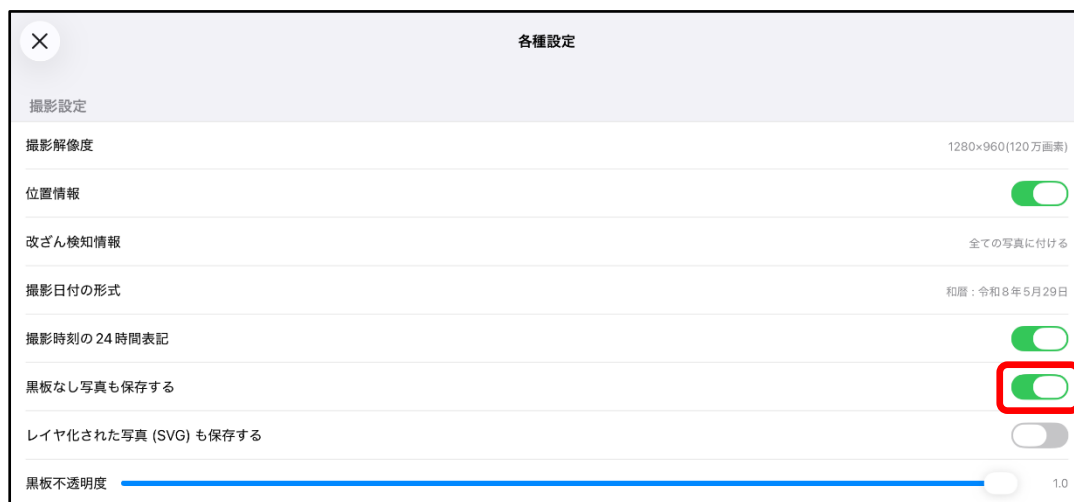 各種設定
撮影設定
撮影解像度 1280×960(120万画素)
位置情報
改ざん検知情報 全ての写真に付ける
撮影日付の形式 和暦 : 令和8年5月29日
撮影時刻の24時間表記
黒板なし写真も保存する
レイヤ化された写真 (SVG) も保存する
黒板不透明度 1.0